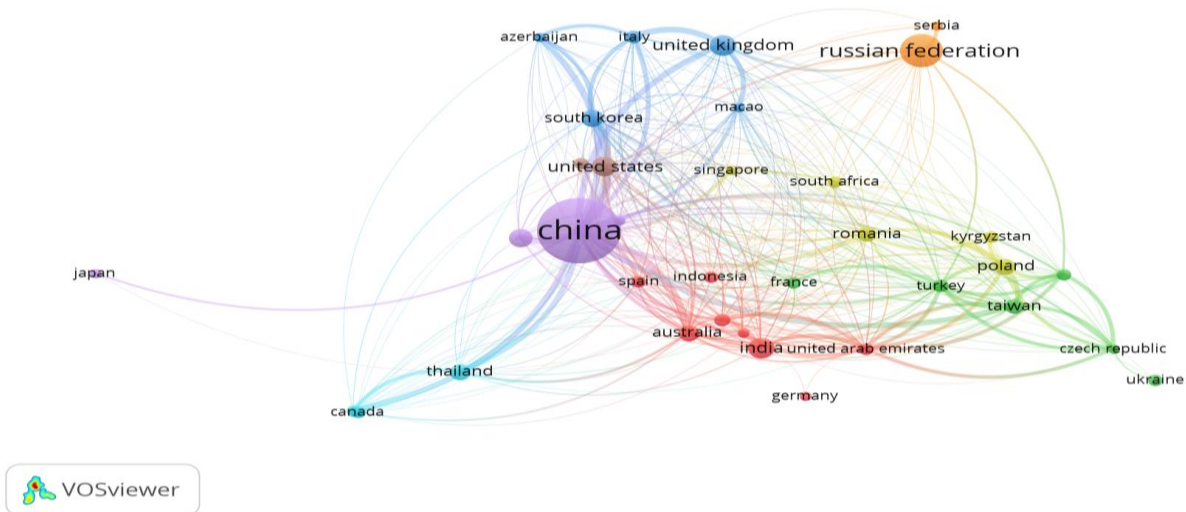 serbia
azerbaijan
italy
united kingdom
russian federation
macao
south korea
united states
singapore
south africa
china
romania
kyrgyzstan
poland
japan
spain
indonesia
france
turkey
taiwan
australia
india
united arab emirates
czech republic
thailand
ukraine
germany
canada
VOSviewer